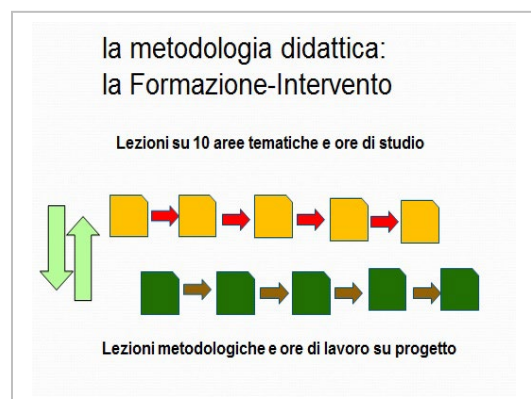 la metodologia didattica:
la Formazione-Intervento
Lezioni su 10 aree tematiche e ore di studio
Lezioni metodologiche e ore di lavoro su progetto